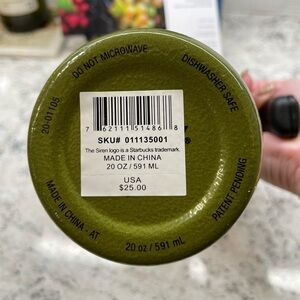 DO NOT MICROWAVE
DISHWASHER SAFE
20-01106
7 62111 51486 8
SKU# 011135001
The Siren logo is a Starbucks trademark.
MADE IN CHINA
20 OZ / 591 ML
USA
$25.00
MADE IN CHINA - AT
20 oz / 591 mL
PATENT PENDING